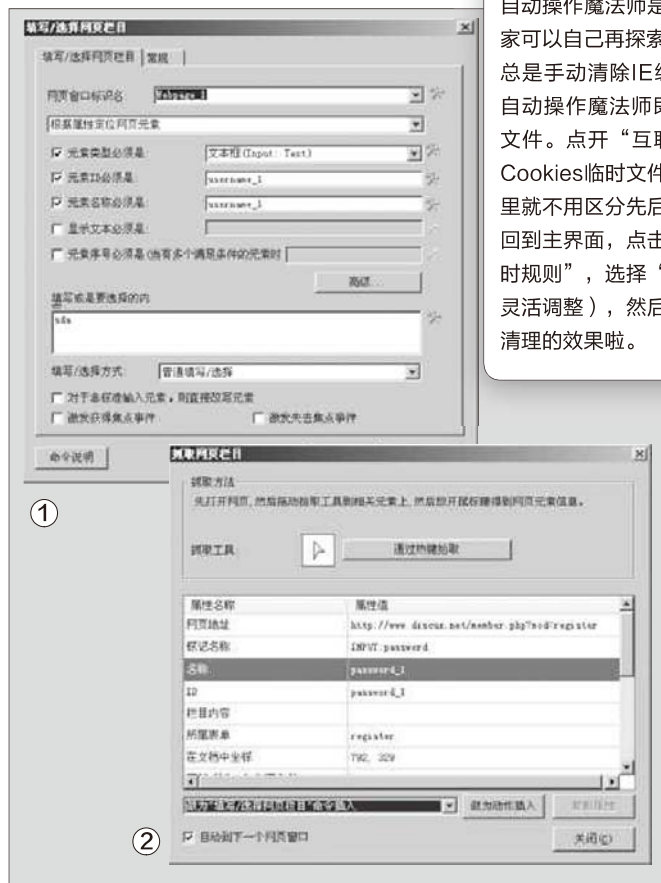 自动操作魔法师是
家可以自己再探索
总是手动清除IE缓
自动操作魔法师即
文件。点开“互联
Cookies临时文件
里就不用区分先后
回到主界面，点击
时规则”，选择“
灵活调整），然后
清理的效果啦。
填写/选择网页栏目
填写/选择网页栏目 常规
网页窗口标识名 Webpage_1
根据属性定位网页元素
元素类型必须是 文本框(Input: Text)
元素ID必须是 username_1
元素名称必须是 username_1
显示文本必须是
元素序号必须是(当有多个满足条件的元素时
高级...
填写或是要选择的内
填写/选择方式 普通填写/选择
对于非标准输入元素，则直接改写元素
激发获得焦点事件 激发失去焦点事件
命令说明
①
抓取网页栏目
抓取方法
先打开网页，然后拖动抓取工具到相关元素上，然后放开鼠标键得到网页元素信息。
抓取工具 通过热键抬取
属性名称 属性值
网页地址 http://www.discuz.net/member.php?mod=register
标记名称 INPUT.password
名称 password_1
ID password_1
栏目内容
所属表单 register
在文档中坐标 792, 329
做为"填写/选择网页栏目"命令插入 做为动作插入
②
自动到下一个网页窗口 关闭(C)